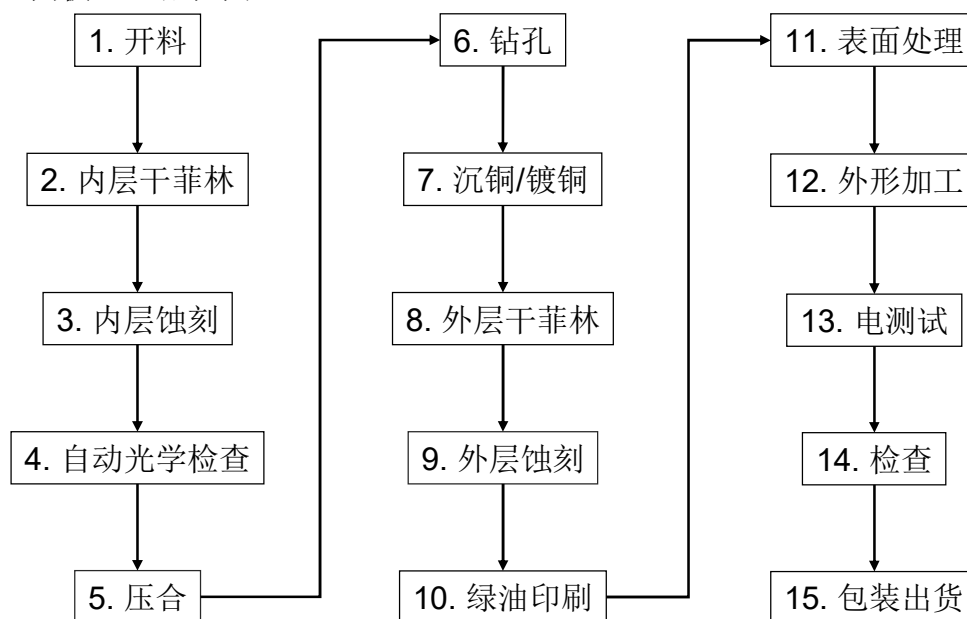 1. 开料
2. 内层干菲林
3. 内层蚀刻
4. 自动光学检查
5. 压合
6. 钻孔
7. 沉铜/镀铜
8. 外层干菲林
9. 外层蚀刻
10. 绿油印刷
11. 表面处理
12. 外形加工
13. 电测试
14. 检查
15. 包装出货